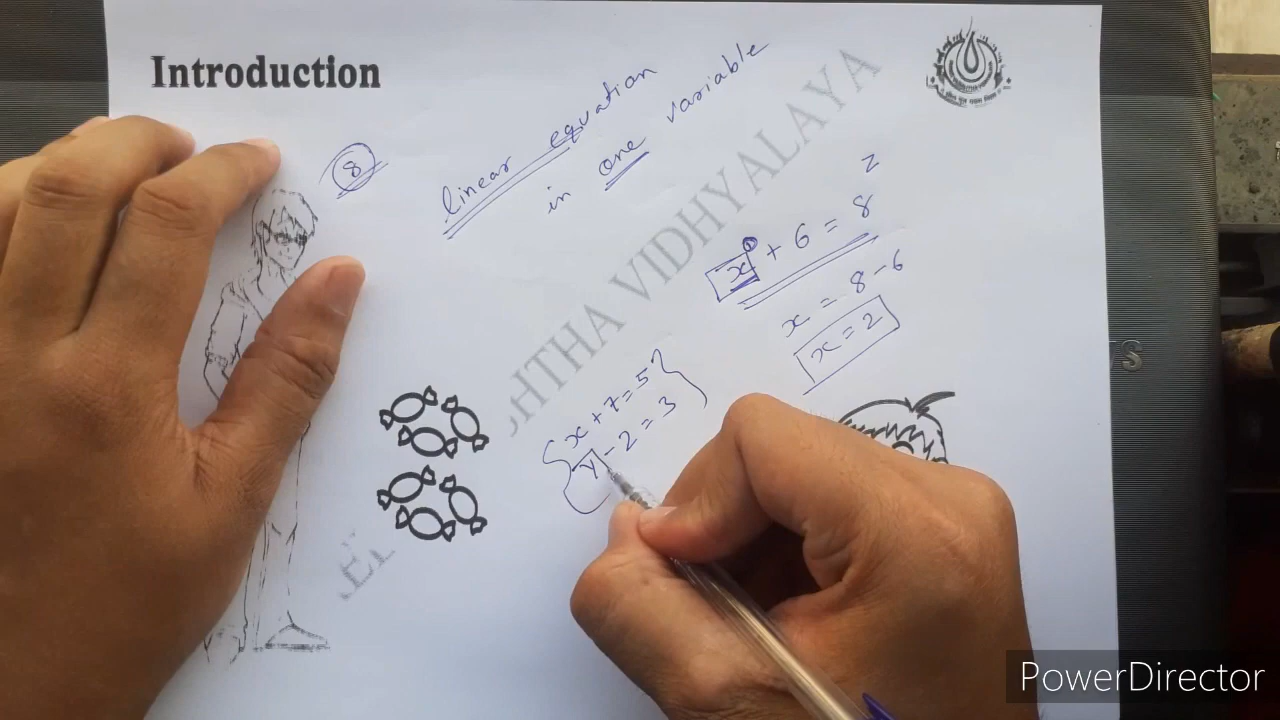 Introduction
8
linear equation
in one variable
2
x + 6 = 8
x = 8 - 6
x = 2
x + 7 = 5
y - 2 = 3
HTHA VIDHYALAYA
PowerDirector